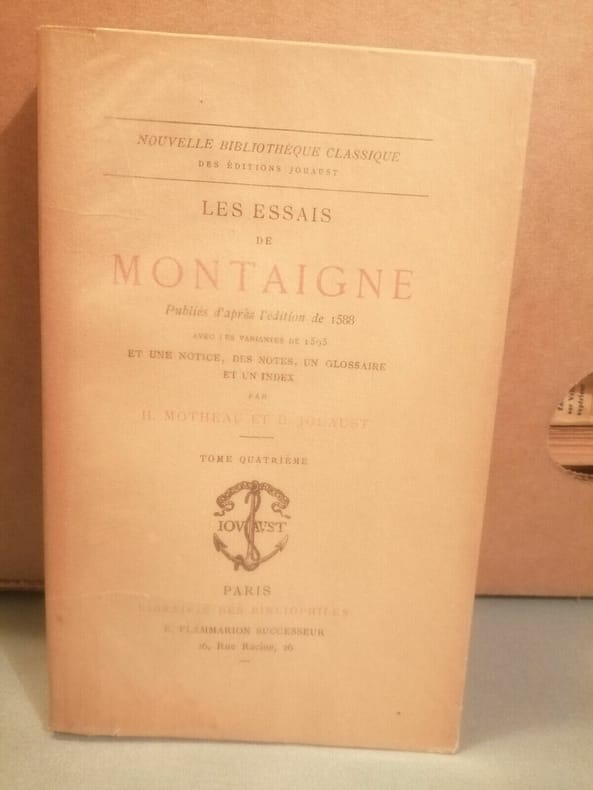 NOUVELLE BIBLIOTHÈQUE CLASSIQUE
DES ÉDITIONS JOUAUST
LES ESSAIS
DE
MONTAIGNE
Publiés d'après l'édition de 1588
AVEC LES VARIANTES DE 1595
ET UNE NOTICE, DES NOTES, UN GLOSSAIRE
ET UN INDEX
PAR
H. MOTHEAU ET D. JOUAUST
TOME QUATRIÈME
IOVAVST
PARIS
LIBRAIRIE DES BIBLIOPHILES
E. FLAMMARION SUCCESSEUR
26, Rue Racine, 26